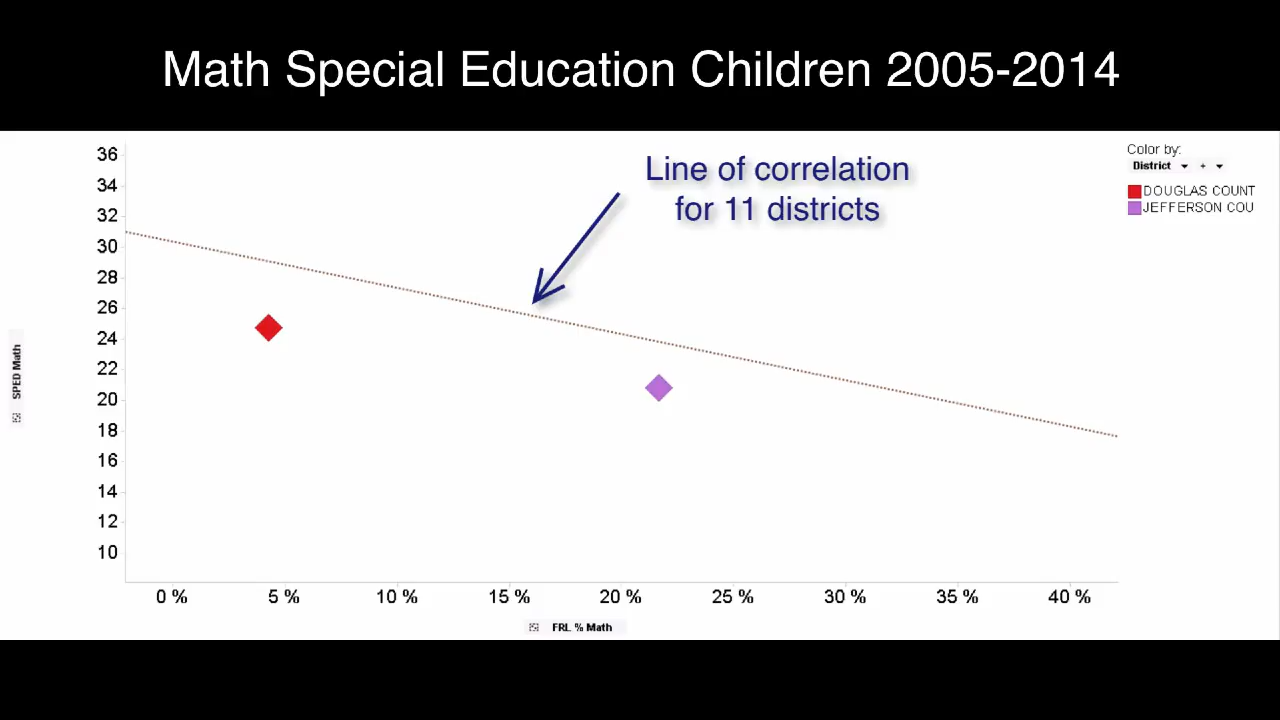 Math Special Education Children 2005-2014
Line of correlation
for 11 districts
Color by:
District
+
DOUGLAS COUNT
JEFFERSON COU
36
34
32
30
28
26
24
22
20
18
16
14
12
10
SPED Math
0 %
5 %
10 %
15 %
20 %
25 %
30 %
35 %
40 %
FRL % Math